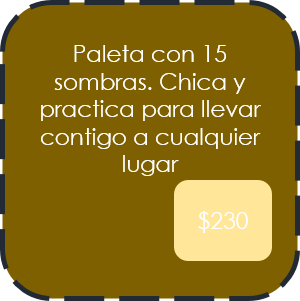 Paleta con 15
sombras. Chica y
practica para llevar
contigo a cualquier
lugar
$230